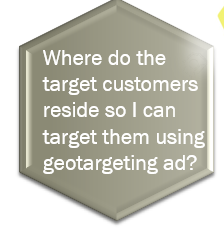 Where do the
target customers
reside so I can
target them using
geotargeting ad?